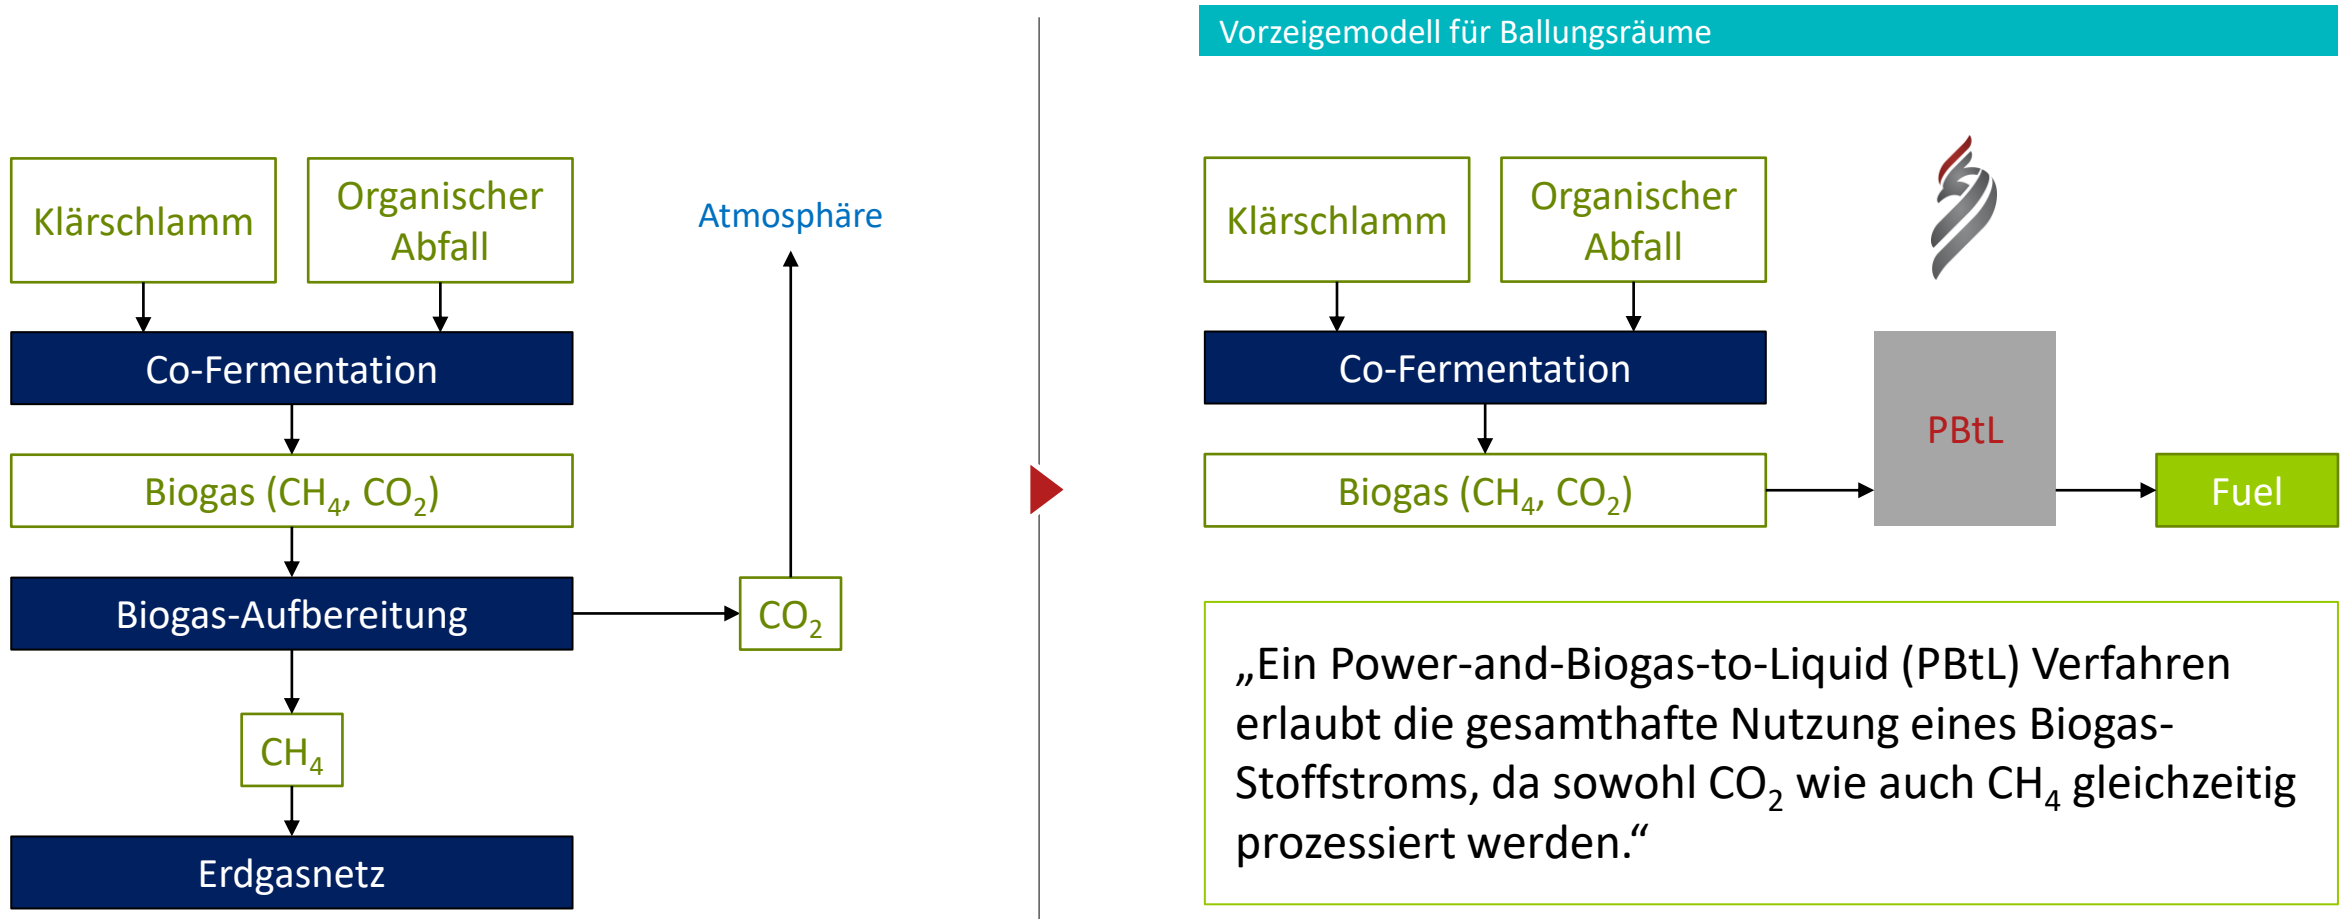 Vorzeigemodell für Ballungsräume
Klärschlamm
Organischer
Abfall
Atmosphäre
Co-Fermentation
Biogas (CH₄, CO₂)
Biogas-Aufbereitung
CO₂
CH₄
Erdgasnetz
Klärschlamm
Organischer
Abfall
Co-Fermentation
Biogas (CH₄, CO₂)
PBtL
Fuel
„Ein Power-and-Biogas-to-Liquid (PBtL) Verfahren
erlaubt die gesamthafte Nutzung eines Biogas-
Stoffstroms, da sowohl CO₂ wie auch CH₄ gleichzeitig
prozessiert werden.“